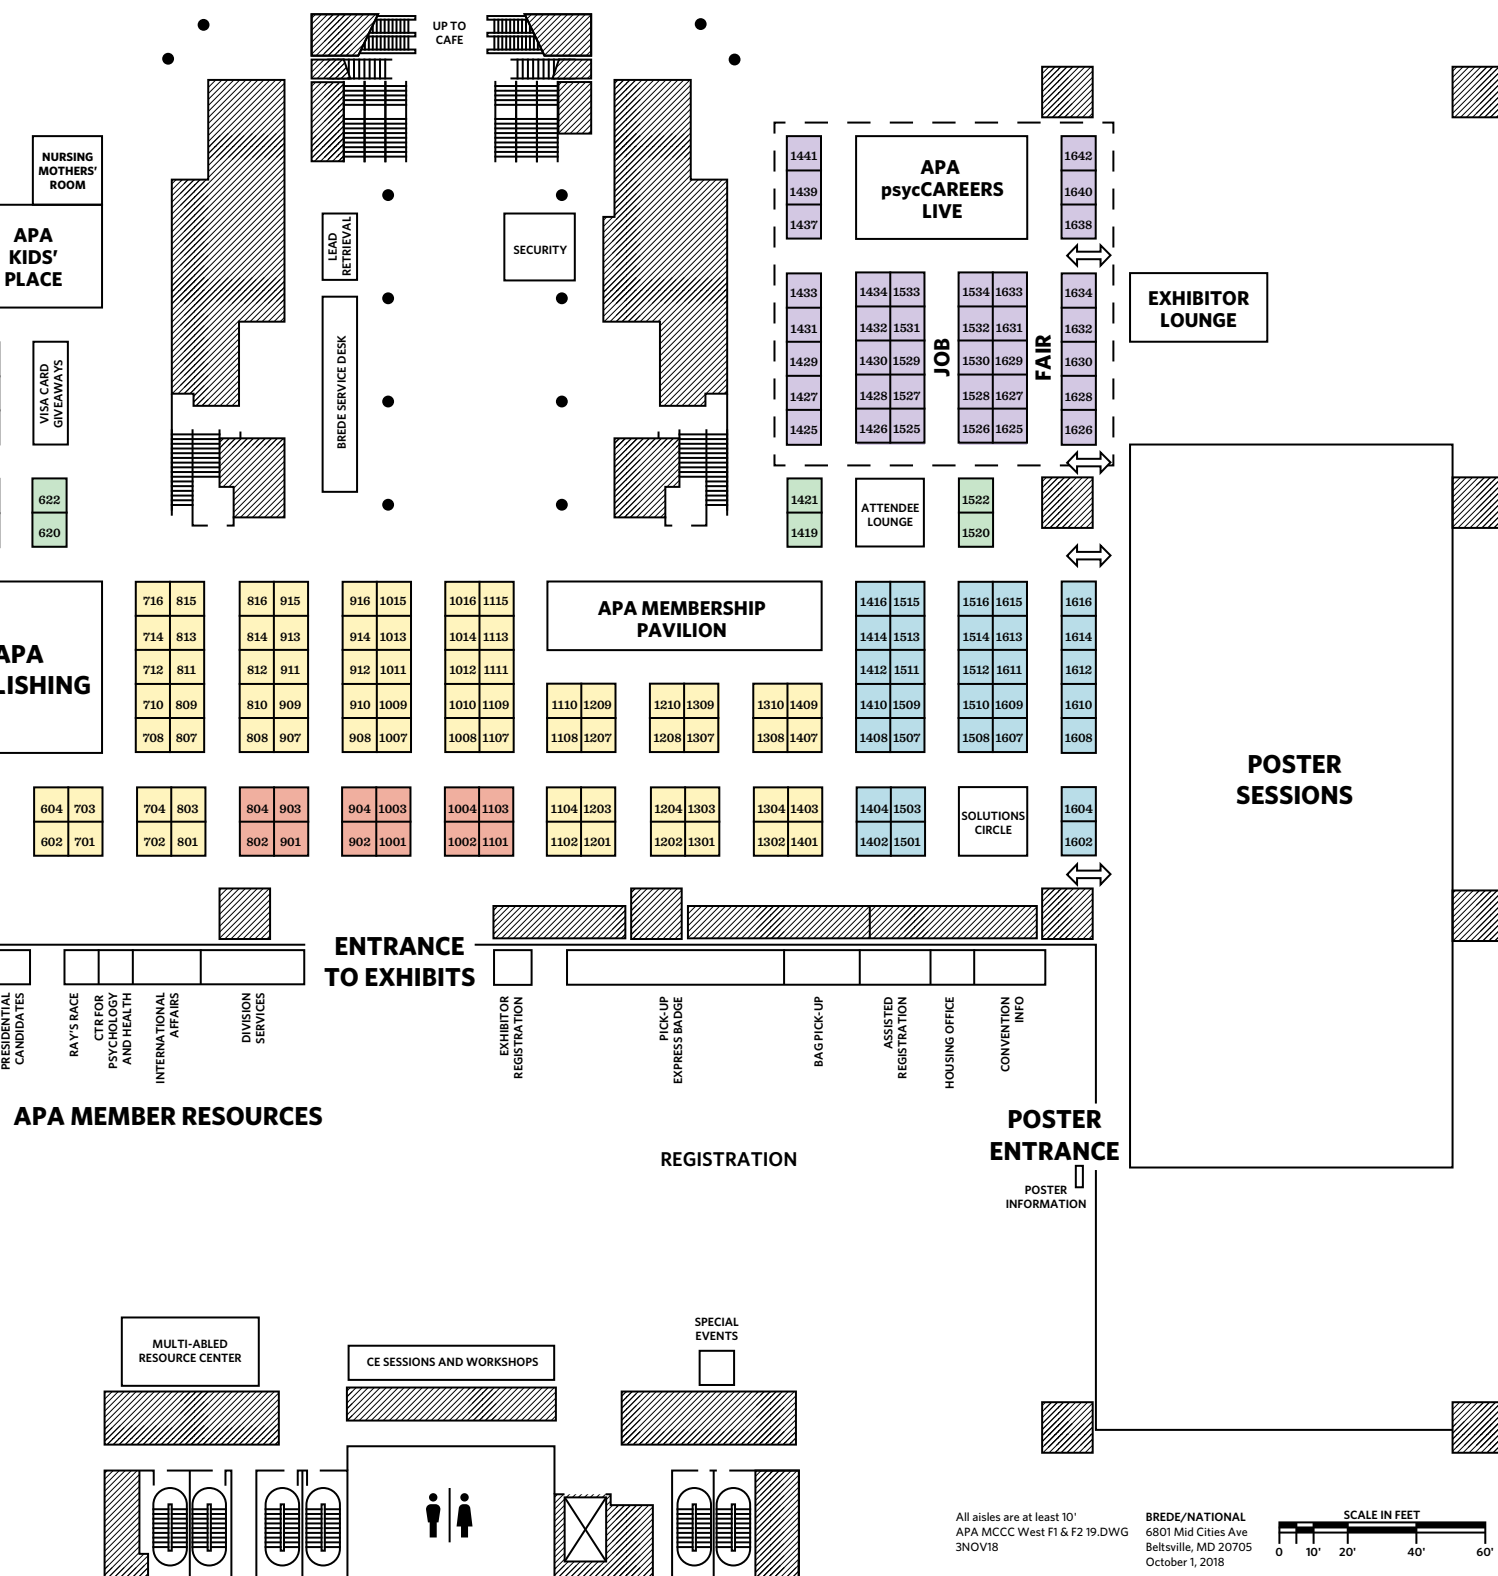 UP TO
CAFE
NURSING
MOTHERS'
ROOM
APA
KIDS'
PLACE
VISA CARD
GIVEAWAYS
LEAD
RETRIEVAL
SECURITY
BREDE SERVICE DESK
1441
1439
1437
APA
psycCAREERS
LIVE
1642
1640
1638
1433
1431
1429
1427
1425
1434 1533
1432 1531
1430 1529
1428 1527
1426 1525
JOB
1534 1633
1532 1631
1530 1629
1528 1627
1526 1625
FAIR
1634
1632
1630
1628
1626
EXHIBITOR
LOUNGE
622
620
1421
1419
ATTENDEE
LOUNGE
1522
1520
APA
LISHING
716 815
714 813
712 811
710 809
708 807
816 915
814 913
812 911
810 909
808 907
916 1015
914 1013
912 1011
910 1009
908 1007
1016 1115
1014 1113
1012 1111
1010 1109
1008 1107
APA MEMBERSHIP
PAVILION
1110 1209
1108 1207
1210 1309
1208 1307
1310 1409
1308 1407
1416 1515
1414 1513
1412 1511
1410 1509
1408 1507
1516 1615
1514 1613
1512 1611
1510 1609
1508 1607
1616
1614
1612
1610
1608
POSTER
SESSIONS
604 703
602 701
704 803
702 801
804 903
802 901
904 1003
902 1001
1004 1103
1002 1101
1104 1203
1102 1201
1204 1303
1202 1301
1304 1403
1302 1401
1404 1503
1402 1501
SOLUTIONS
CIRCLE
1604
1602
ENTRANCE
TO EXHIBITS
PRESIDENTIAL
CANDIDATES
RAY'S RACE
CTR FOR
PSYCHOLOGY
AND HEALTH
INTERNATIONAL
AFFAIRS
DIVISION
SERVICES
EXHIBITOR
REGISTRATION
PICK-UP
EXPRESS BADGE
BAG PICK-UP
ASSISTED
REGISTRATION
HOUSING OFFICE
CONVENTION
INFO
APA MEMBER RESOURCES
REGISTRATION
POSTER
ENTRANCE
POSTER
INFORMATION
MULTI-ABLED
RESOURCE CENTER
CE SESSIONS AND WORKSHOPS
SPECIAL
EVENTS
All aisles are at least 10'
APA MCCC West F1 & F2 19.DWG
3NOV18
BREDE/NATIONAL
6801 Mid Cities Ave
Beltsville, MD 20705
October 1, 2018
SCALE IN FEET
0 10' 20' 40' 60'